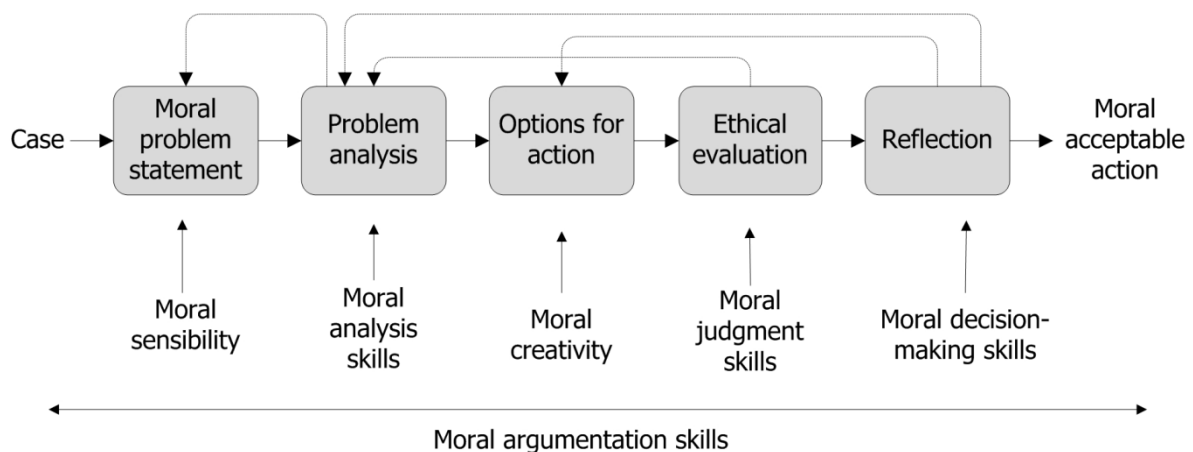 Case
Moral
problem
statement
Problem
analysis
Options for
action
Ethical
evaluation
Reflection
Moral
acceptable
action
Moral
sensibility
Moral
analysis
skills
Moral
creativity
Moral
judgment
skills
Moral decision-
making skills
Moral argumentation skills